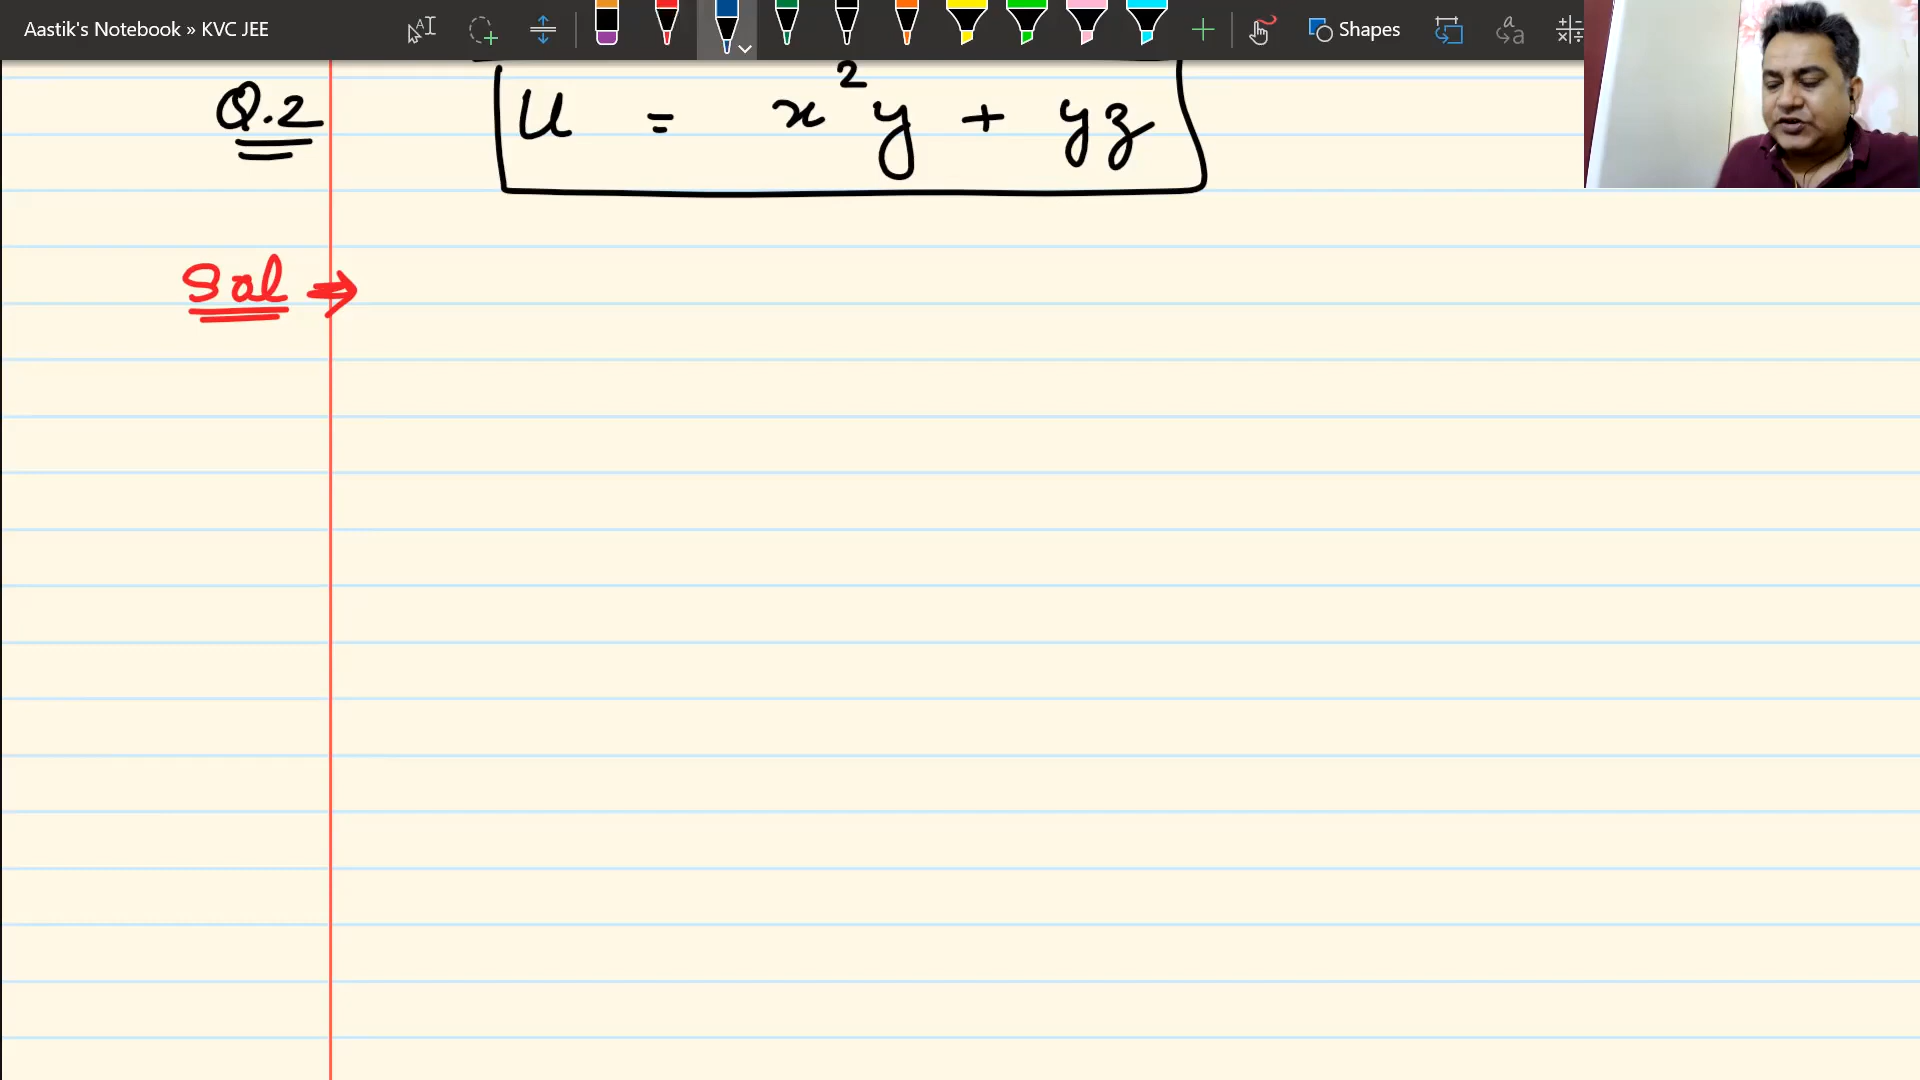 Aastik's Notebook » KVC JEE Shapes
Q.2 U = x²y + yz
Sol ⇒